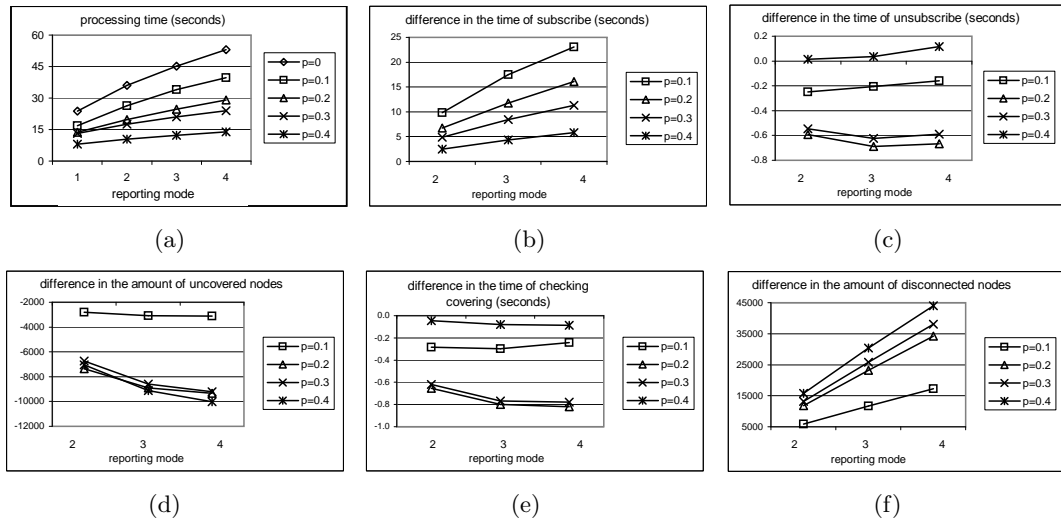 processing time (seconds)
60
45
30
15
0
1 2 3 4
reporting mode
p=0
p=0.1
p=0.2
p=0.3
p=0.4
(a)
difference in the time of subscribe (seconds)
25
20
15
10
5
0
2 3 4
reporting mode
p=0.1
p=0.2
p=0.3
p=0.4
(b)
difference in the time of unsubscribe (seconds)
0.2
0.0
-0.2
-0.4
-0.6
-0.8
2 3 4
reporting mode
p=0.1
p=0.2
p=0.3
p=0.4
(c)
difference in the amount of uncovered nodes
-2000
-4000
-6000
-8000
-10000
-12000
2 3 4
reporting mode
p=0.1
p=0.2
p=0.3
p=0.4
(d)
difference in the time of checking
covering (seconds)
0.0
-0.2
-0.4
-0.6
-0.8
-1.0
2 3 4
reporting mode
p=0.1
p=0.2
p=0.3
p=0.4
(e)
difference in the amount of disconnected nodes
45000
35000
25000
15000
5000
2 3 4
reporting mode
p=0.1
p=0.2
p=0.3
p=0.4
(f)